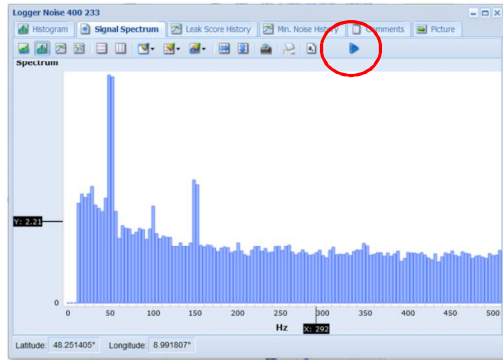 Logger Noise 400 233
Histogram Signal Spectrum Leak Score History Min. Noise History Comments Picture
Spectrum
Y: 2.21
0
0 50 100 150 200 250 300 350 400 450 500
Hz X: 292
Latitude: 48.251405° Longitude: 8.991807°